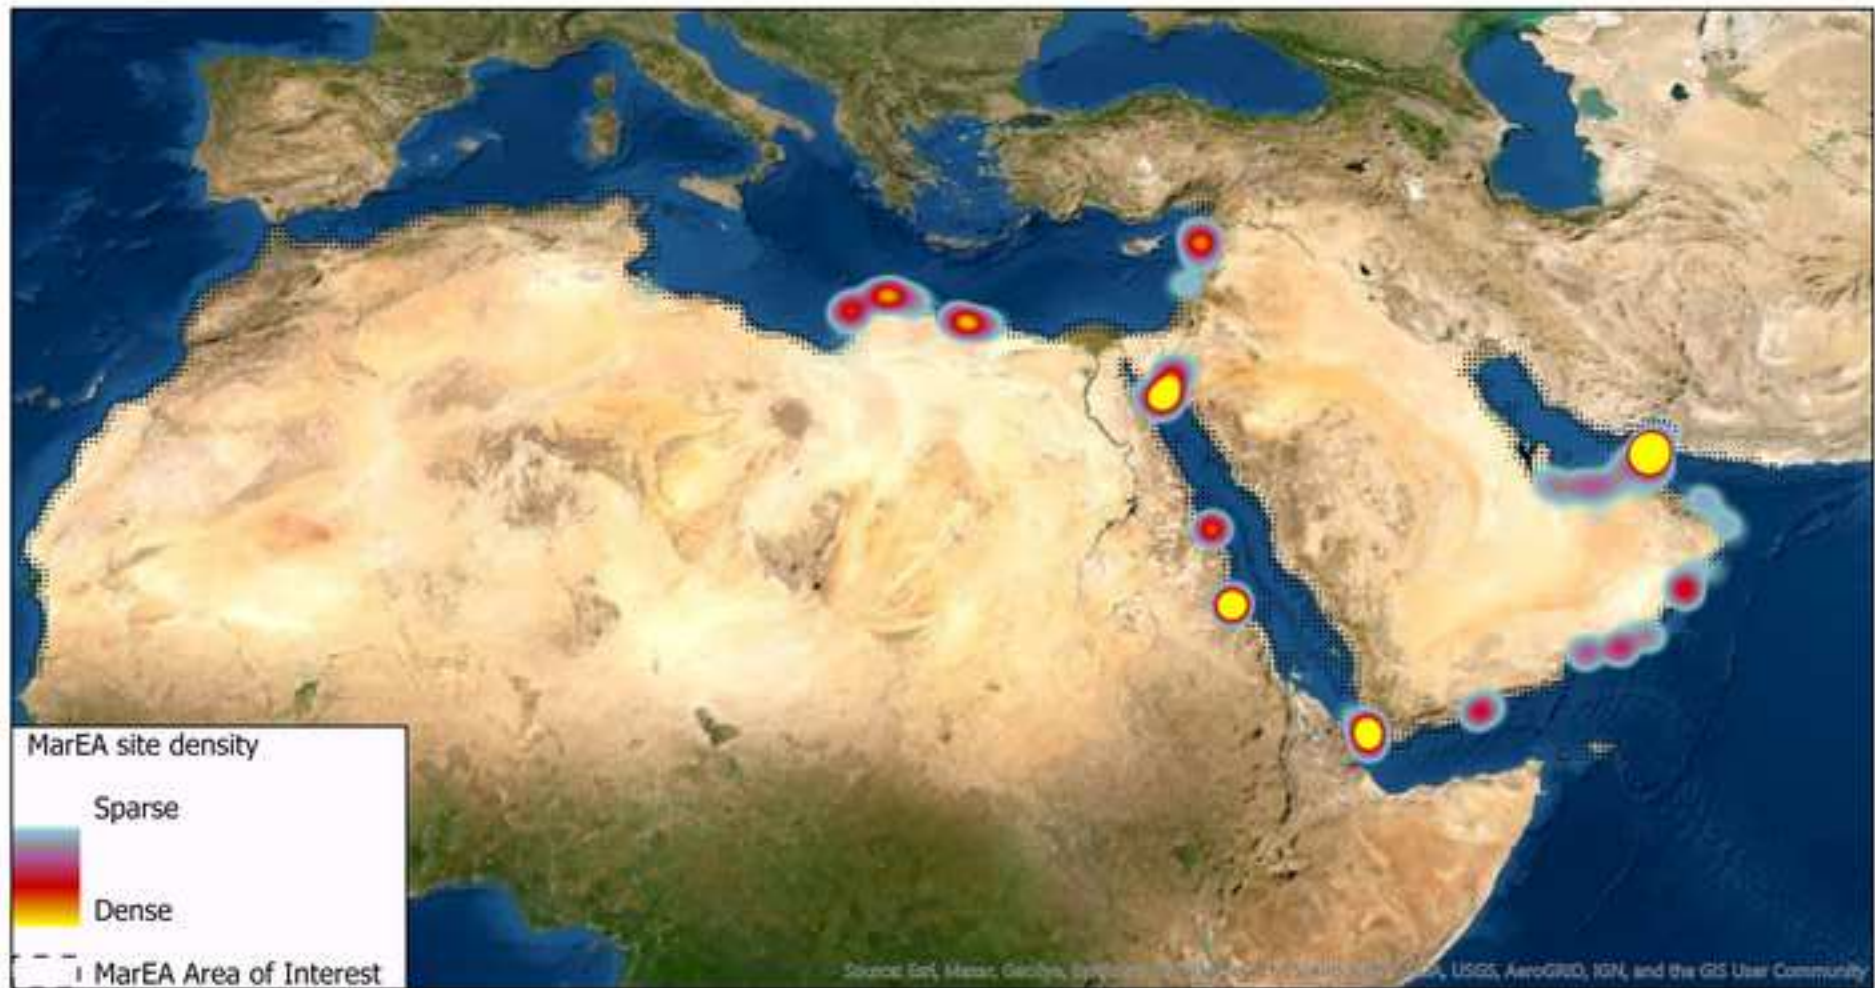 MarEA site density
Sparse
Dense
MarEA Area of Interest
Source: Esri, Maxar, GeoEye, USGS, AeroGRID, IGN, and the GIS User Community